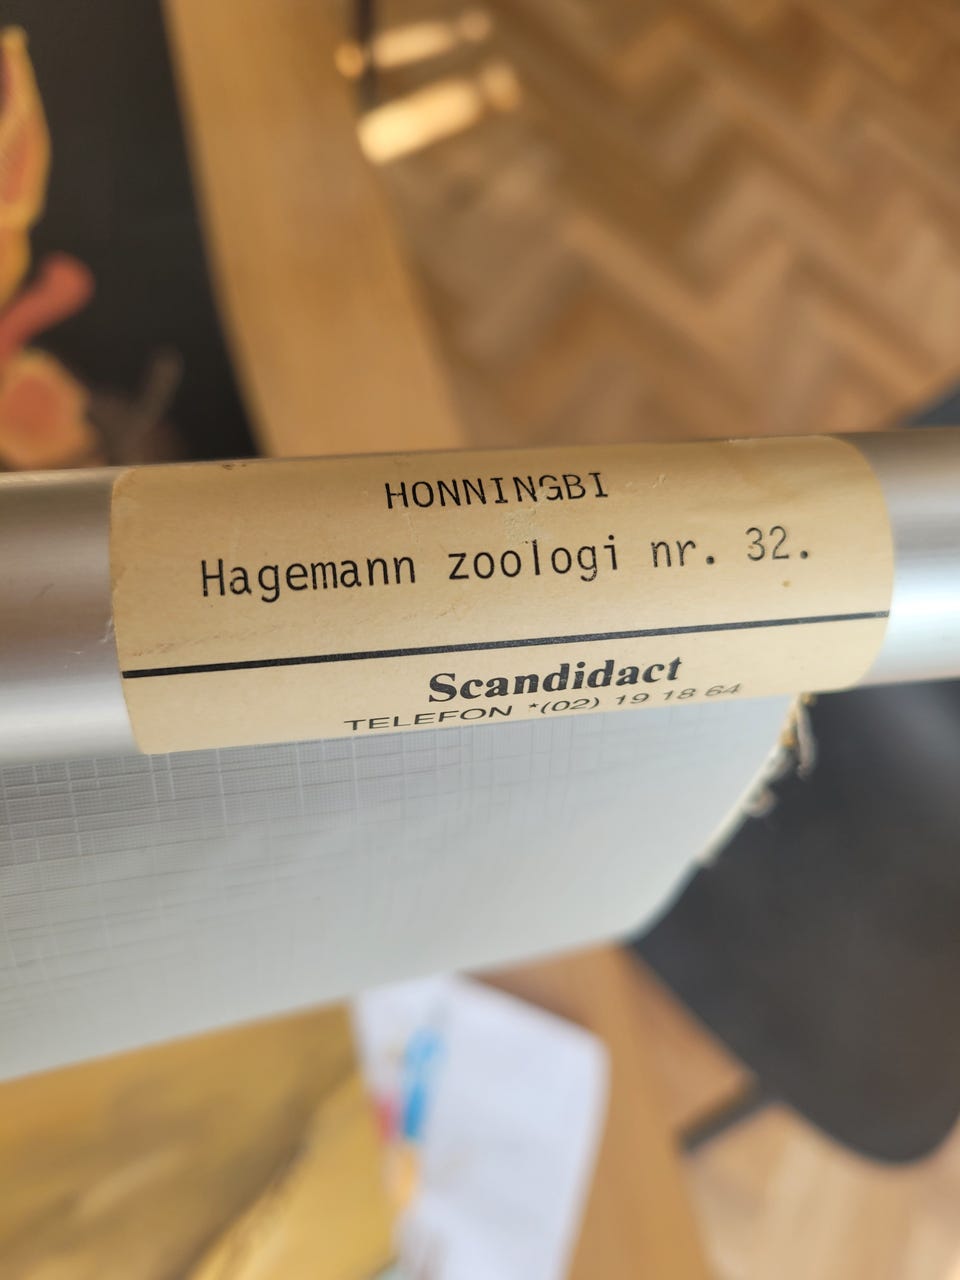 HONNINGBI
Hagemann zoologi nr. 32.
Scandidact
TELEFON *(02) 19 18 64